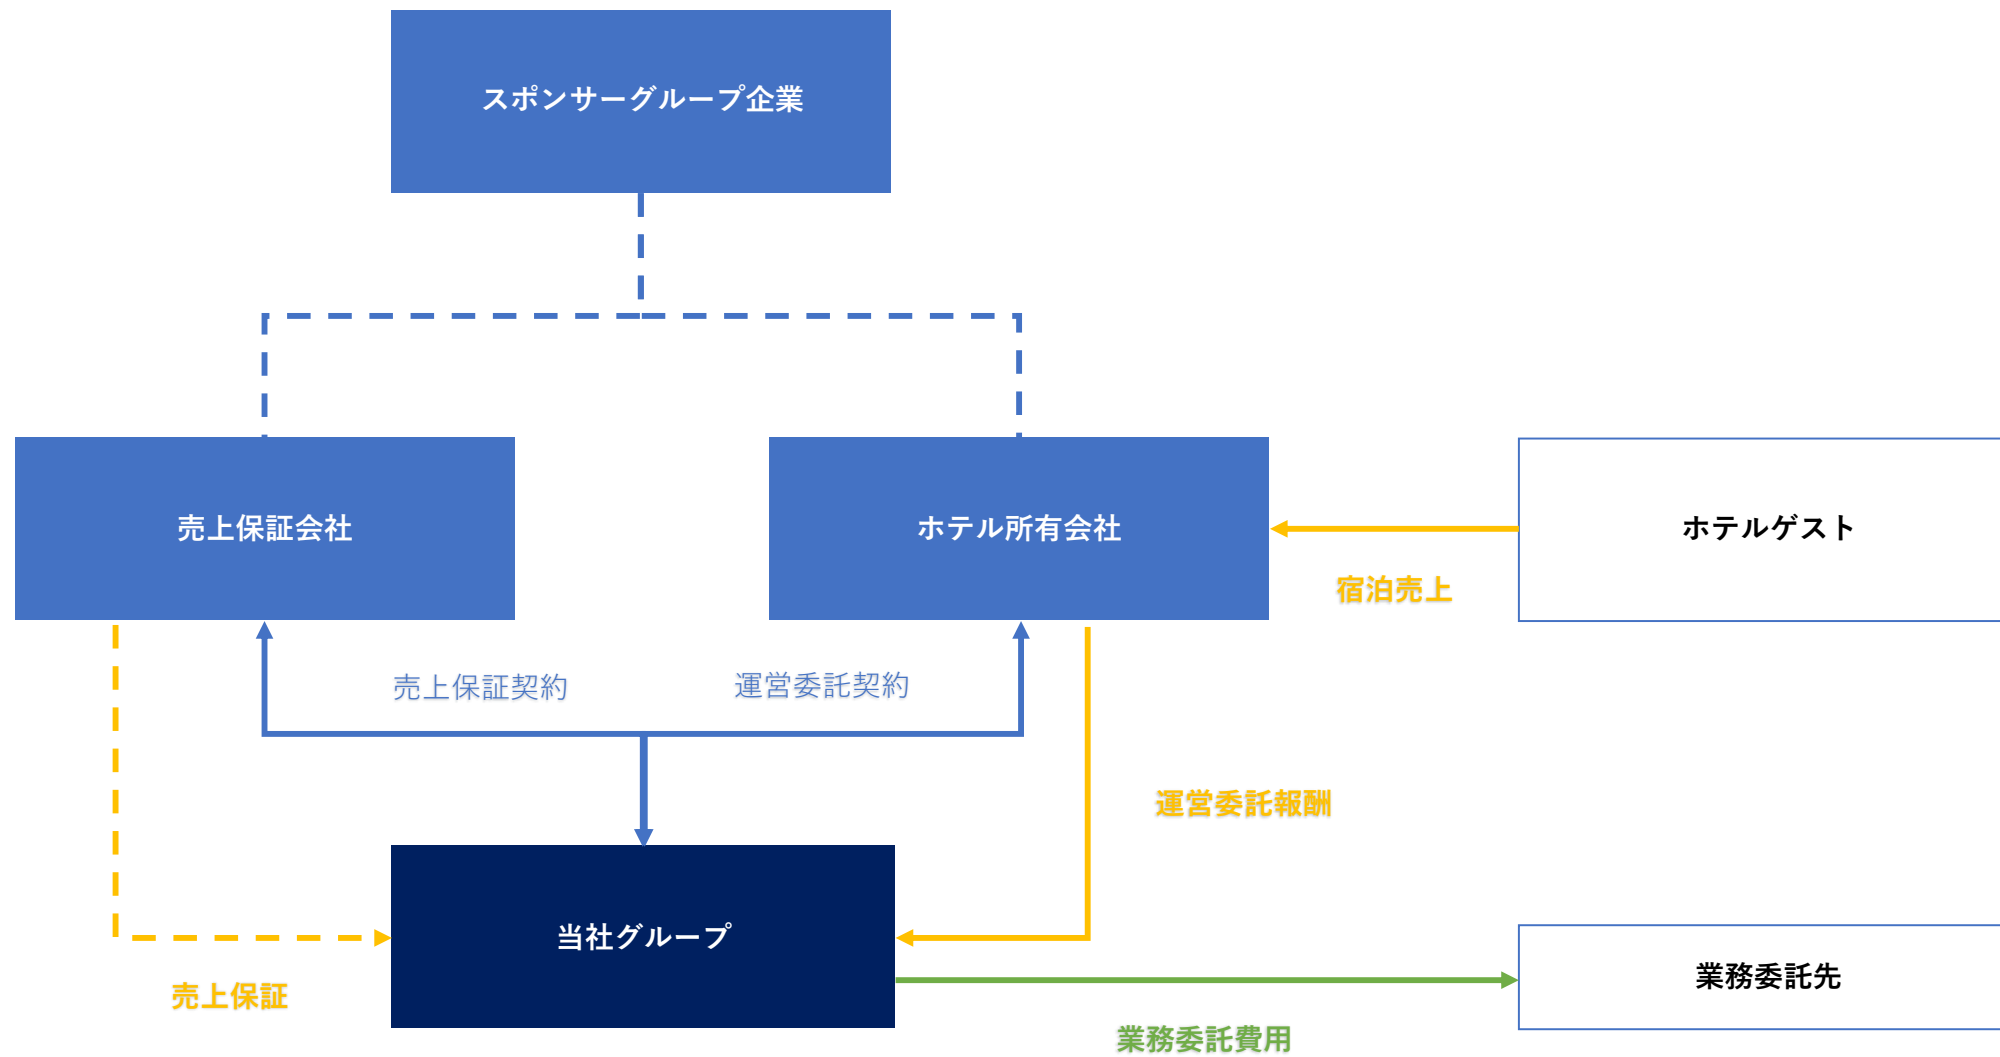 スポンサーグループ企業
売上保証会社
ホテル所有会社
ホテルゲスト
宿泊売上
売上保証契約
運営委託契約
運営委託報酬
当社グループ
業務委託先
売上保証
業務委託費用